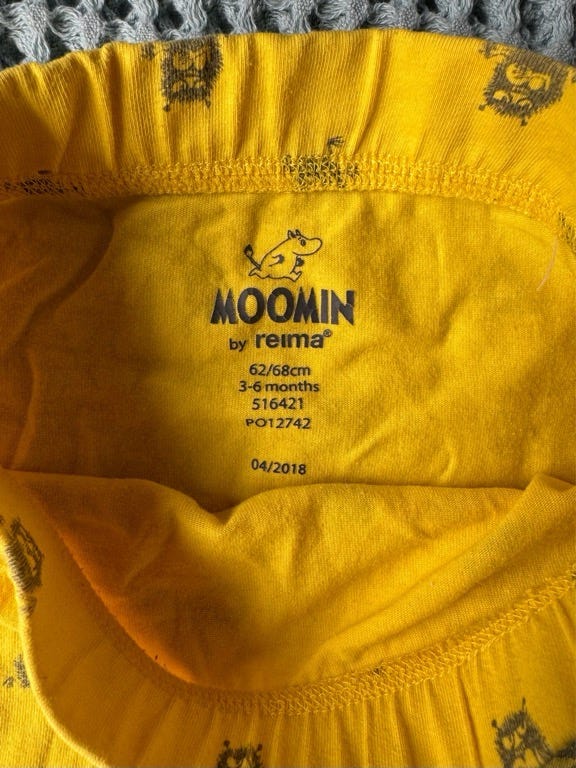 MOOMIN
by reima®
62/68cm
3-6 months
516421
PO12742
04/2018